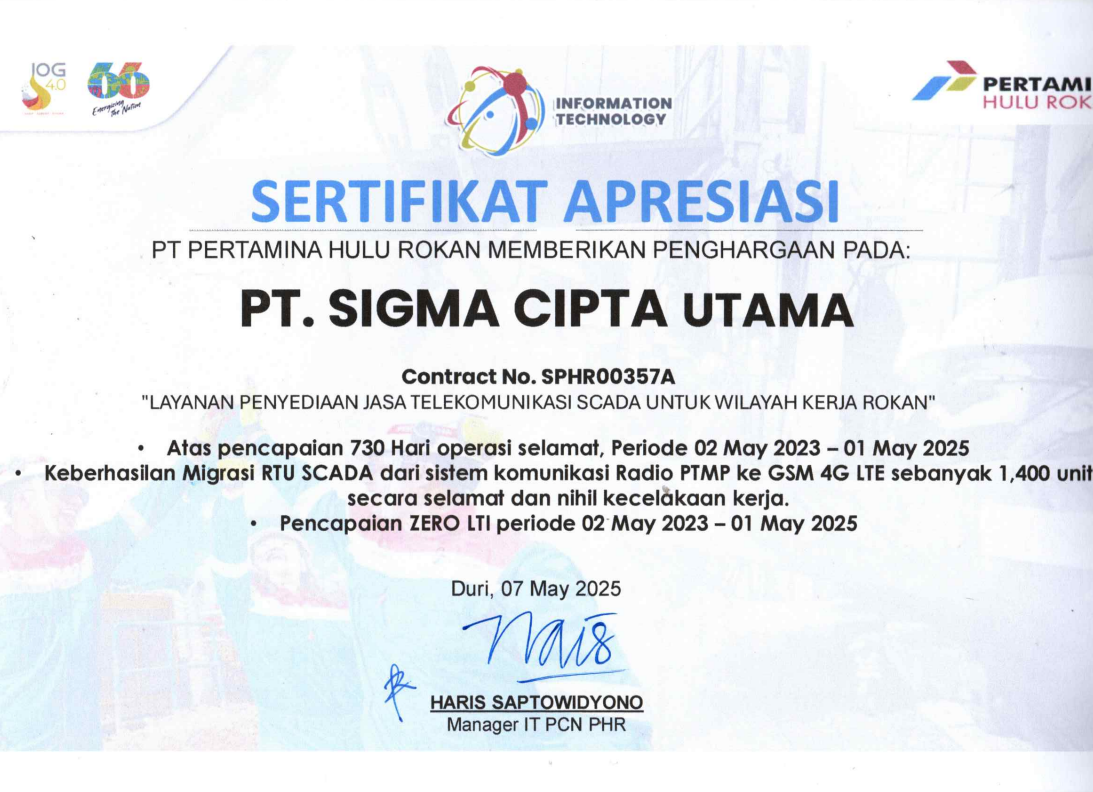 IOG
4.0
66
Energizing
the Nation
INFORMATION
TECHNOLOGY
PERTAMI
HULU ROK
SERTIFIKAT APRESIASI
PT PERTAMINA HULU ROKAN MEMBERIKAN PENGHARGAAN PADA:
PT. SIGMA CIPTA UTAMA
Contract No. SPHR00357A
"LAYANAN PENYEDIAAN JASA TELEKOMUNIKASI SCADA UNTUK WILAYAH KERJA ROKAN"
• Atas pencapaian 730 Hari operasi selamat, Periode 02 May 2023 – 01 May 2025
• Keberhasilan Migrasi RTU SCADA dari sistem komunikasi Radio PTMP ke GSM 4G LTE sebanyak 1,400 unit
secara selamat dan nihil kecelakaan kerja.
• Pencapaian ZERO LTI periode 02 May 2023 – 01 May 2025
Duri, 07 May 2025
HARIS SAPTOWIDYONO
Manager IT PCN PHR